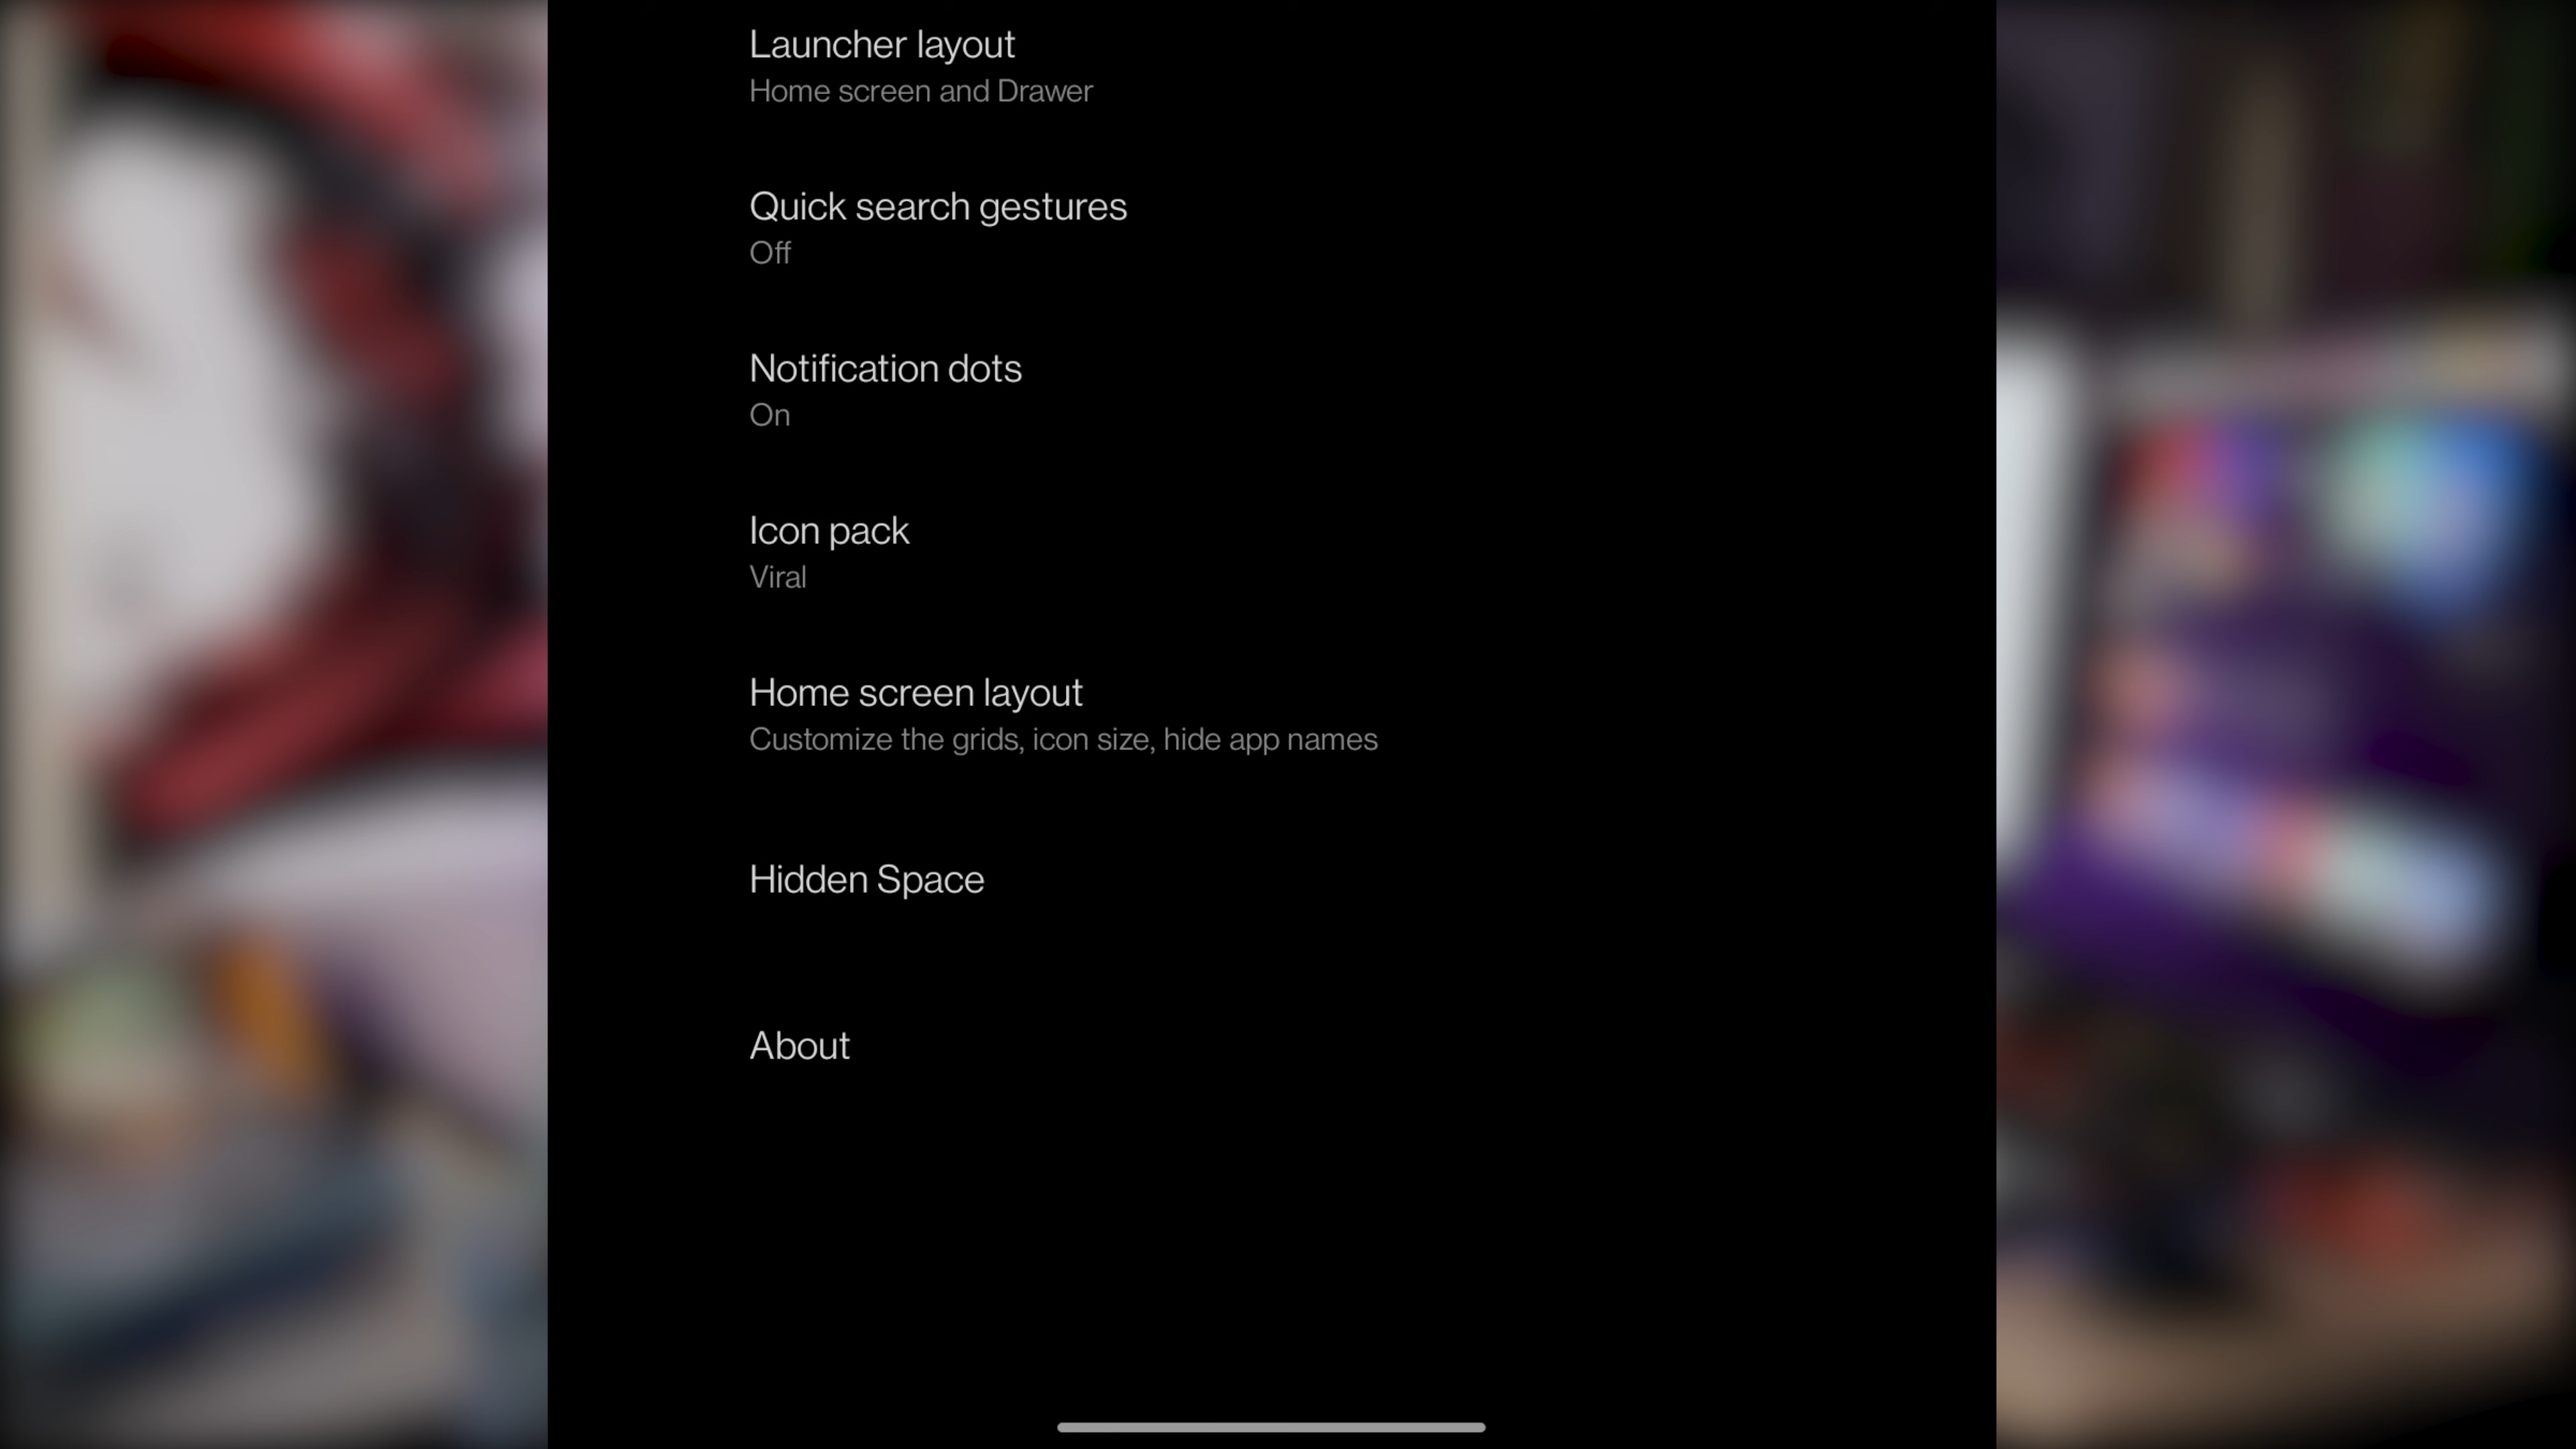 Launcher layout
Home screen and Drawer
Quick search gestures
Off
Notification dots
On
Icon pack
Viral
Home screen layout
Customize the grids, icon size, hide app names
Hidden Space
About